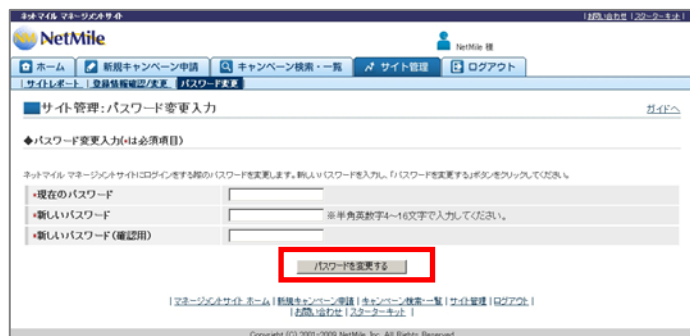 ネットマイル マネージメントサイト
| お問い合わせ | スターターキット |
NetMile
NetMile 様
ホーム
新規キャンペーン申請
キャンペーン検索・一覧
サイト管理
ログアウト
| サイトレポート | 登録情報確認/変更 | パスワード変更
サイト管理:パスワード変更入力
ガイドへ
◆パスワード変更入力(*は必須項目)
ネットマイル マネージメントサイトにログインをする際のパスワードを変更します。新しいパスワードを入力し、「パスワードを変更する」ボタンをクリックしてください。
*現在のパスワード
*新しいパスワード
※半角英数字4~16文字で入力してください。
*新しいパスワード(確認用)
パスワードを変更する
| マネージメントサイト ホーム | 新規キャンペーン申請 | キャンペーン検索・一覧 | サイト管理 | ログアウト |
| お問い合わせ | スターターキット |
Copyright (C) 2001-2009 NetMile Inc. All Rights Reserved.